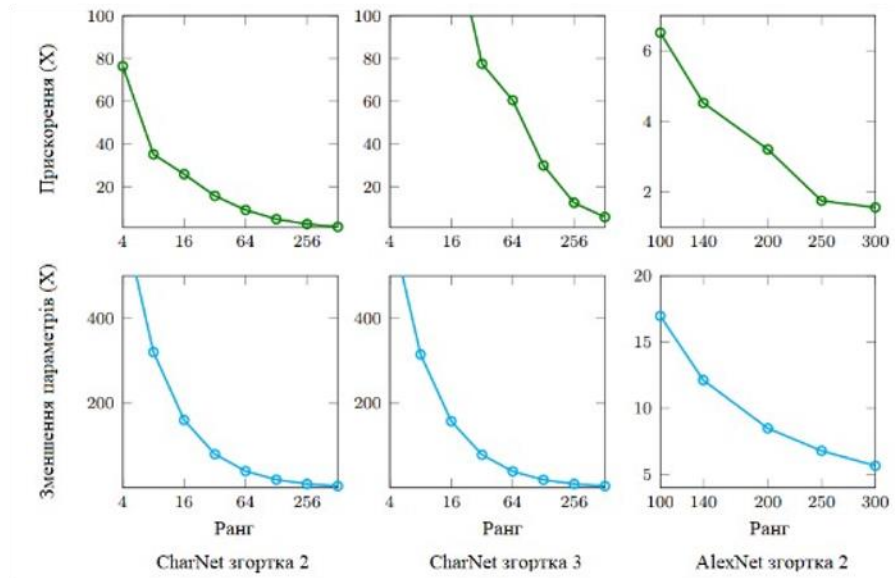 Прискорення (X)
100
80
60
40
20
4 16 64 256
100
80
60
40
20
4 16 64 256
6
4
2
100 140 200 250 300
Зменшення параметрів (X)
400
200
4 16 64 256
Ранг
CharNet згортка 2
400
200
4 16 64 256
Ранг
CharNet згортка 3
20
15
10
5
100 140 200 250 300
Ранг
AlexNet згортка 2